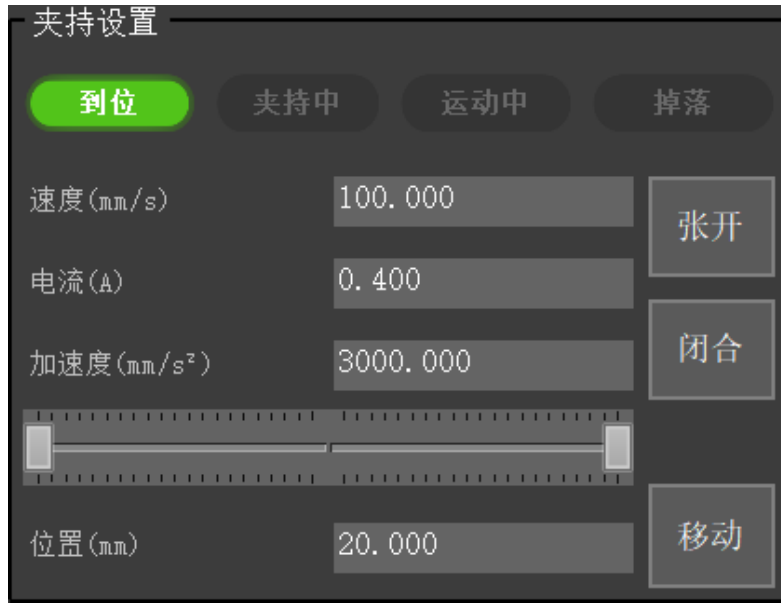 夹持设置
到位 夹持中 运动中 掉落
速度(mm/s) 100.000
张开
电流(A) 0.400
闭合
加速度(mm/s²) 3000.000
位置(mm) 20.000
移动